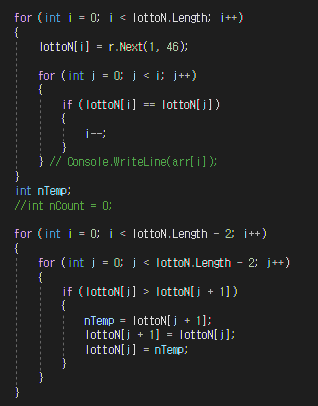 for (int i = 0; i < lottoN.Length; i++)
{
    lottoN[i] = r.Next(1, 46);
    for (int j = 0; j < i; j++)
    {
        if (lottoN[i] == lottoN[j])
        {
            i--;
        }
    } // Console.WriteLine(arr[i]);
}
int nTemp;
//int nCount = 0;
for (int i = 0; i < lottoN.Length - 2; i++)
{
    for (int j = 0; j < lottoN.Length - 2; j++)
    {
        if (lottoN[j] > lottoN[j + 1])
        {
            nTemp = lottoN[j + 1];
            lottoN[j + 1] = lottoN[j];
            lottoN[j] = nTemp;
        }
    }
}